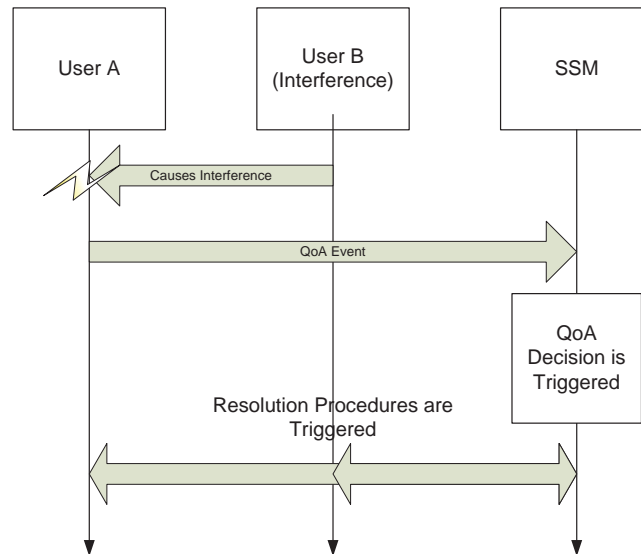 User A
User B
(Interference)
SSM
Causes Interference
QoA Event
QoA
Decision is
Triggered
Resolution Procedures are
Triggered